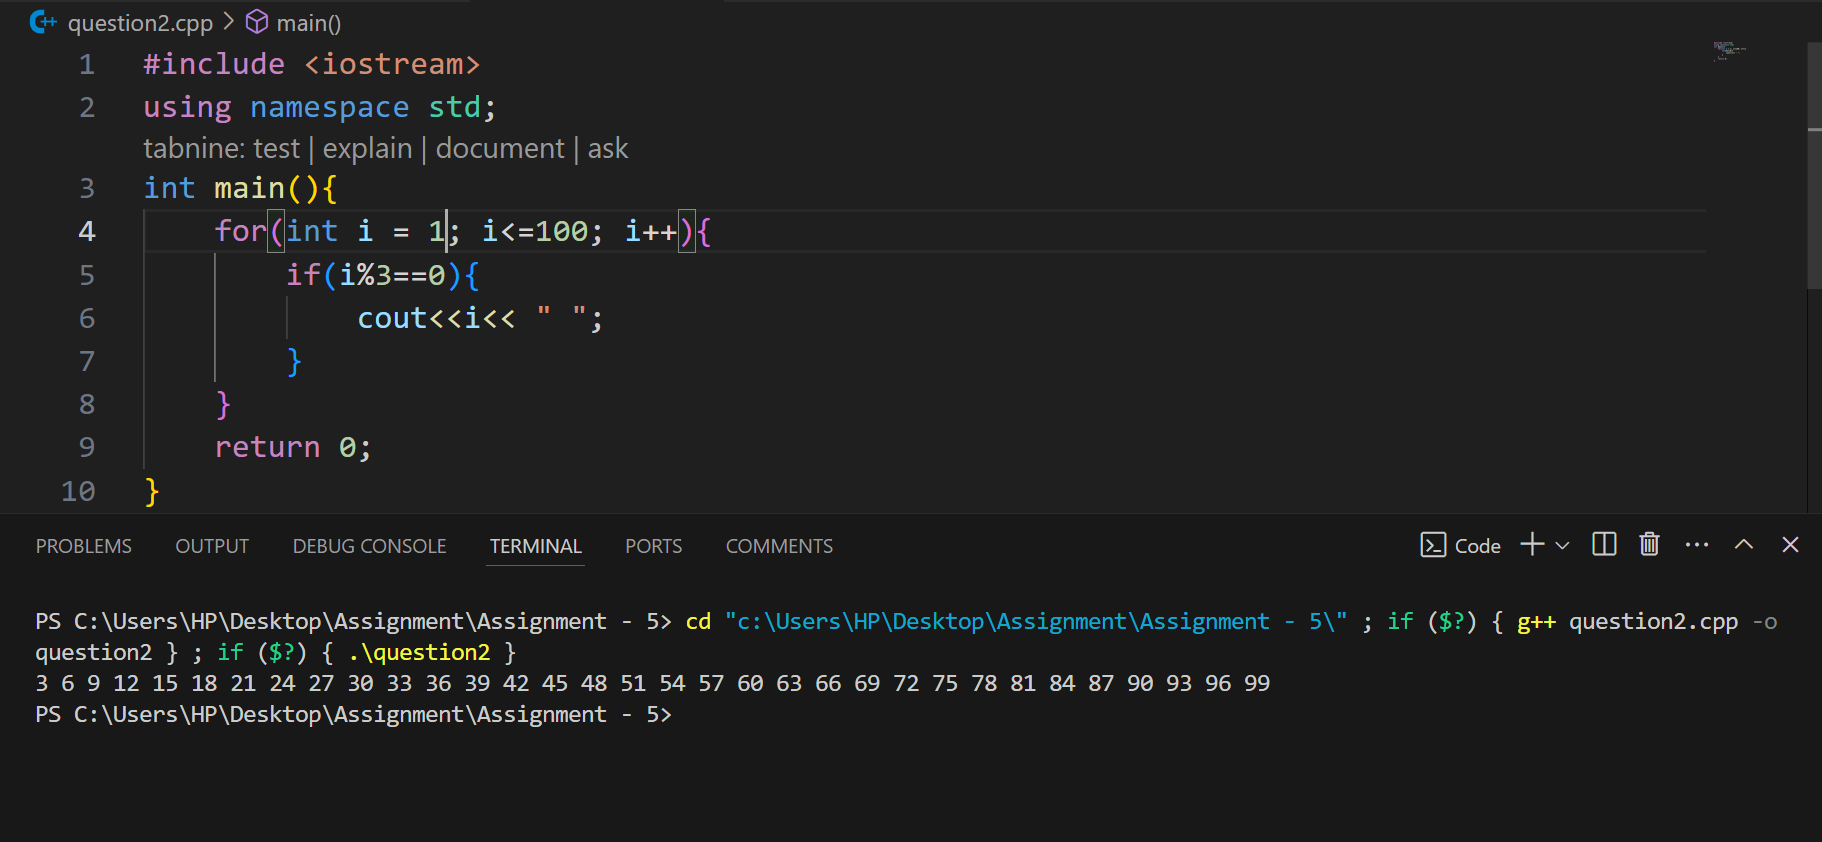 question2.cpp > main()
1 #include <iostream>
2 using namespace std;
tabnine: test | explain | document | ask
3 int main(){
4 for(int i = 1; i<=100; i++){
5 if(i%3==0){
6 cout<<i<< " ";
7 }
8 }
9 return 0;
10 }
PROBLEMS OUTPUT DEBUG CONSOLE TERMINAL PORTS COMMENTS Code
PS C:\Users\HP\Desktop\Assignment\Assignment - 5> cd "c:\Users\HP\Desktop\Assignment\Assignment - 5\" ; if ($?) { g++ question2.cpp -o
question2 } ; if ($?) { .\question2 }
3 6 9 12 15 18 21 24 27 30 33 36 39 42 45 48 51 54 57 60 63 66 69 72 75 78 81 84 87 90 93 96 99
PS C:\Users\HP\Desktop\Assignment\Assignment - 5>